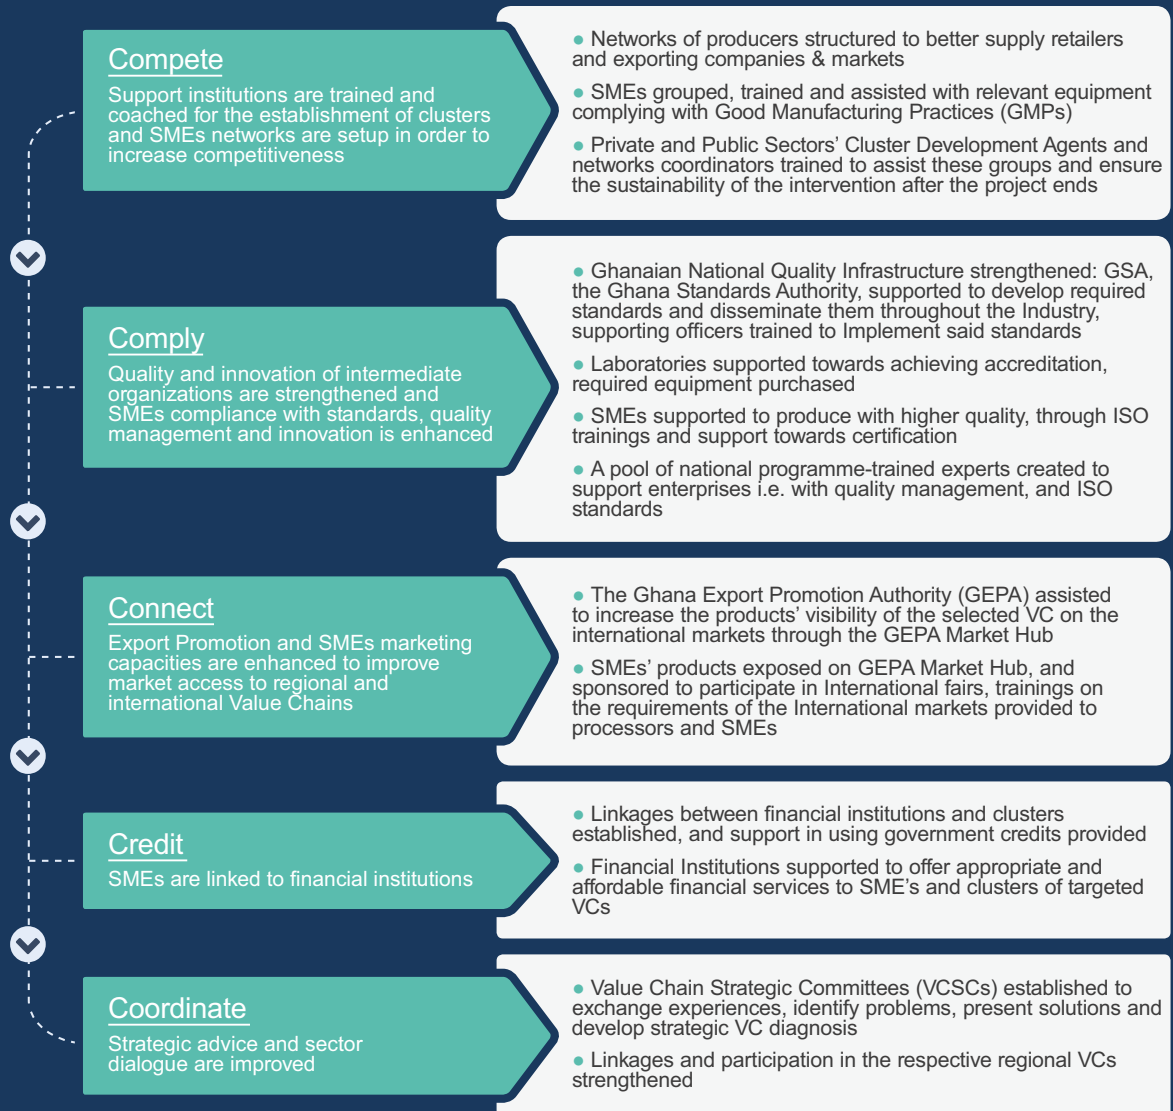 Compete
Support institutions are trained and
coached for the establishment of clusters
and SMEs networks are setup in order to
increase competitiveness
● Networks of producers structured to better supply retailers
and exporting companies & markets
● SMEs grouped, trained and assisted with relevant equipment
complying with Good Manufacturing Practices (GMPs)
● Private and Public Sectors’ Cluster Development Agents and
networks coordinators trained to assist these groups and ensure
the sustainability of the intervention after the project ends
Comply
Quality and innovation of intermediate
organizations are strengthened and
SMEs compliance with standards, quality
management and innovation is enhanced
● Ghanaian National Quality Infrastructure strengthened: GSA,
the Ghana Standards Authority, supported to develop required
standards and disseminate them throughout the Industry,
supporting officers trained to Implement said standards
● Laboratories supported towards achieving accreditation,
required equipment purchased
● SMEs supported to produce with higher quality, through ISO
trainings and support towards certification
● A pool of national programme-trained experts created to
support enterprises i.e. with quality management, and ISO
standards
Connect
Export Promotion and SMEs marketing
capacities are enhanced to improve
market access to regional and
international Value Chains
● The Ghana Export Promotion Authority (GEPA) assisted
to increase the products’ visibility of the selected VC on the
international markets through the GEPA Market Hub
● SMEs’ products exposed on GEPA Market Hub, and
sponsored to participate in International fairs, trainings on
the requirements of the International markets provided to
processors and SMEs
Credit
SMEs are linked to financial institutions
● Linkages between financial institutions and clusters
established, and support in using government credits provided
● Financial Institutions supported to offer appropriate and
affordable financial services to SME’s and clusters of targeted
VCs
Coordinate
Strategic advice and sector
dialogue are improved
● Value Chain Strategic Committees (VCSCs) established to
exchange experiences, identify problems, present solutions and
develop strategic VC diagnosis
● Linkages and participation in the respective regional VCs
strengthened